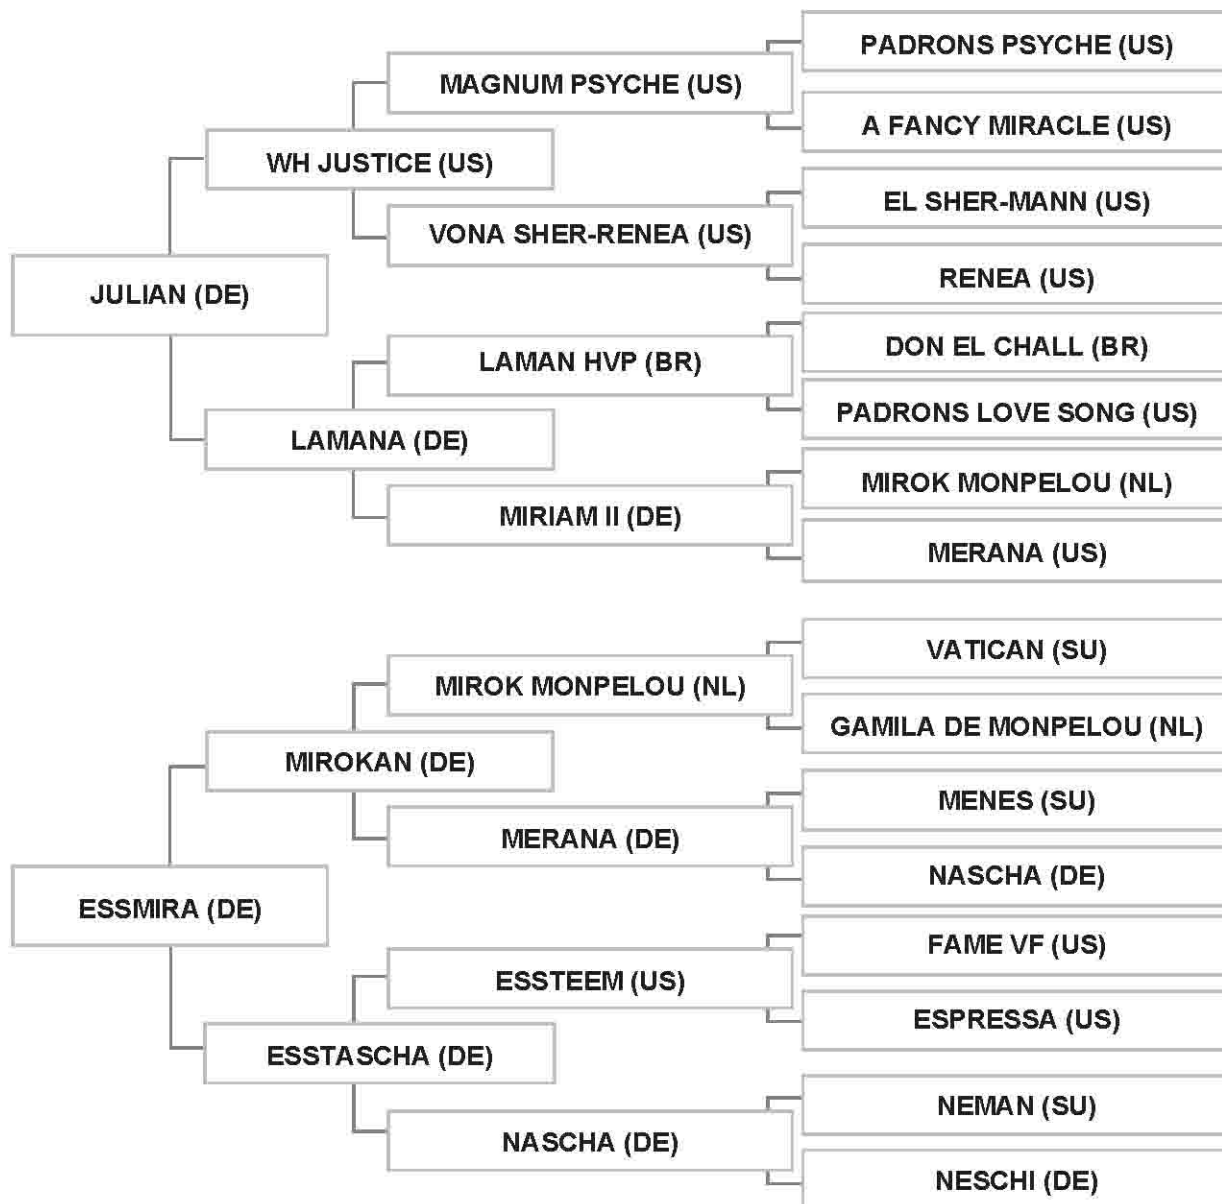 PADRONS PSYCHE (US)
MAGNUM PSYCHE (US)
A FANCY MIRACLE (US)
WH JUSTICE (US)
EL SHER-MANN (US)
VONA SHER-RENEA (US)
RENEA (US)
JULIAN (DE)
DON EL CHALL (BR)
LAMAN HVP (BR)
PADRONS LOVE SONG (US)
LAMANA (DE)
MIROK MONPELOU (NL)
MIRIAM II (DE)
MERANA (US)
VATICAN (SU)
MIROK MONPELOU (NL)
GAMILA DE MONPELOU (NL)
MIROKAN (DE)
MENES (SU)
MERANA (DE)
NASCHA (DE)
ESSMIRA (DE)
FAME VF (US)
ESSTEEM (US)
ESPRESSA (US)
ESSTASCHA (DE)
NEMAN (SU)
NASCHA (DE)
NESCHI (DE)